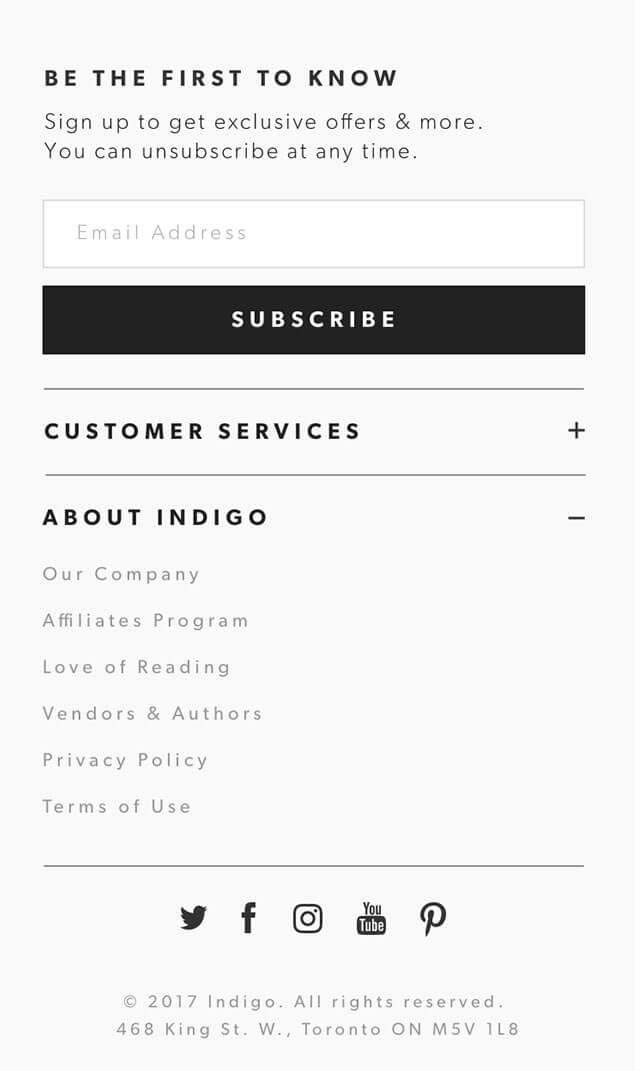 BE THE FIRST TO KNOW
Sign up to get exclusive offers & more.
You can unsubscribe at any time.
Email Address
SUBSCRIBE
CUSTOMER SERVICES
ABOUT INDIGO
Our Company
Affiliates Program
Love of Reading
Vendors & Authors
Privacy Policy
Terms of Use
You
Tube
© 2017 Indigo. All rights reserved.
468 King St. W., Toronto ON M5V 1L8